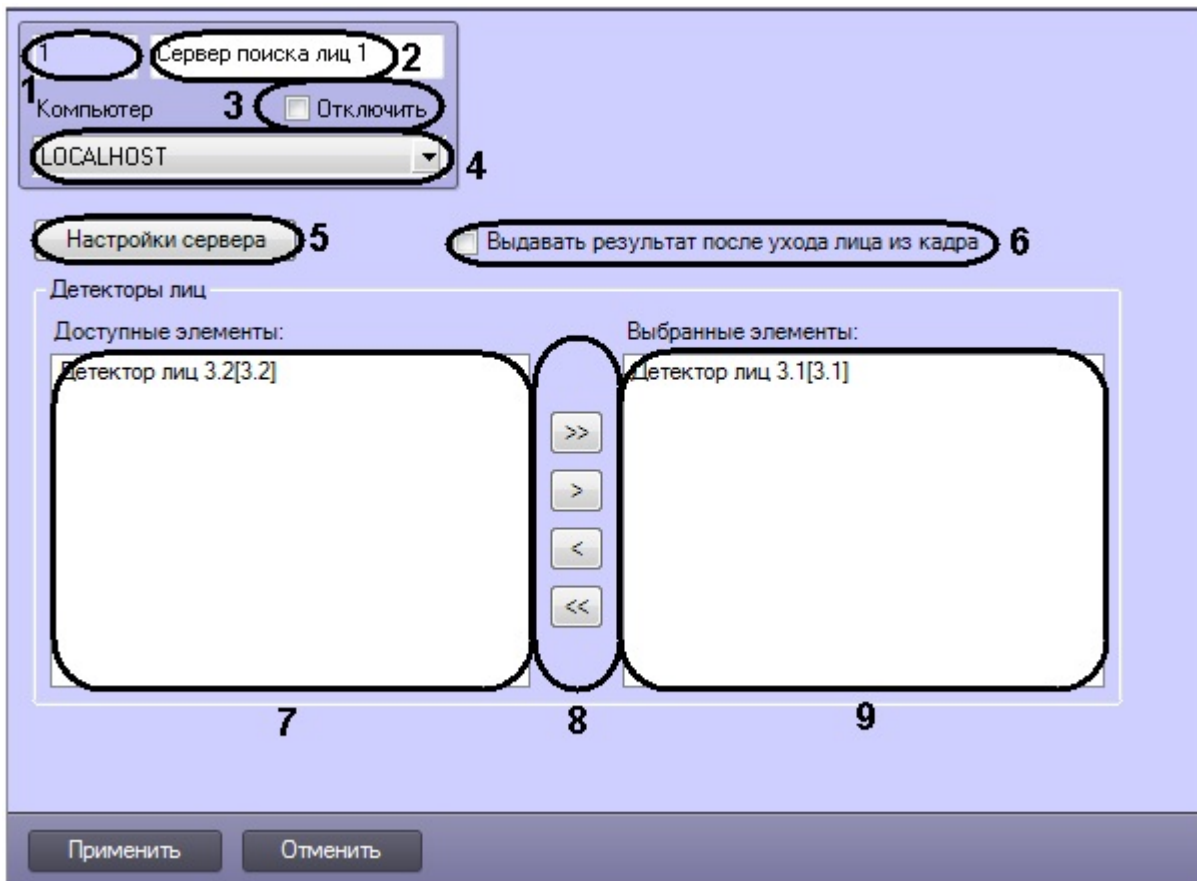 1 Сервер поиска лиц 1 2
1 Компьютер 3 Отключить
LOCALHOST 4
Настройки сервера 5 Выдавать результат после ухода лица из кадра 6
Детекторы лиц
Доступные элементы: Выбранные элементы:
Детектор лиц 3.2[3.2] Детектор лиц 3.1[3.1]
>>
>
<
<<
7 8 9
Применить Отменить